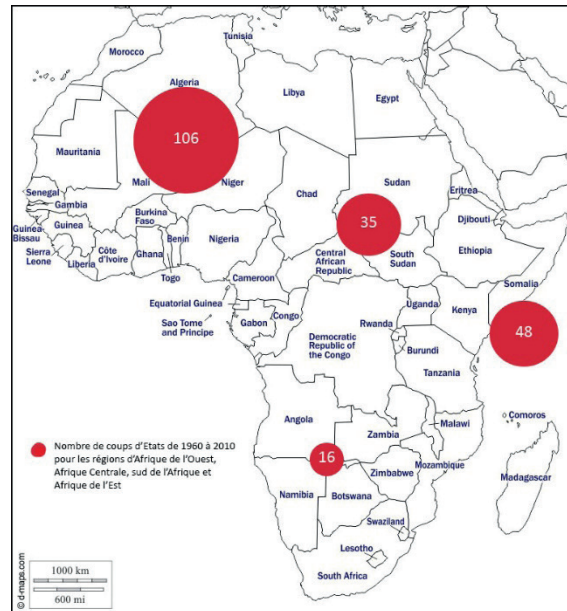 Tunisia
Morocco
Algeria
Libya
Egypt
106
Mauritania
Mali
Niger
Chad
Sudan
Eritrea
Senegal
Gambia
Guinea
Bissau
Guinea
Burkina
Faso
Benin
Nigeria
35
Djibouti
Sierra
Leone
Liberia
Côte
d'Ivoire
Ghana
Togo
Central
African
Republic
South
Sudan
Ethiopia
Cameroon
Somalia
Equatorial Guinea
Sao Tome
and Principe
Gabon
Congo
Uganda
Kenya
48
Rwanda
Democratic
Republic of
the Congo
Burundi
Tanzania
Comoros
Angola
Malawi
Zambia
16
Mozambique
Zimbabwe
Madagascar
Namibia
Botswana
Swaziland
Lesotho
South Africa
Nombre de coups d'Etats de 1960 à 2010
pour les régions d'Afrique de l'Ouest,
Afrique Centrale, sud de l'Afrique et
Afrique de l'Est
1000 km
600 mi
© d-maps.com